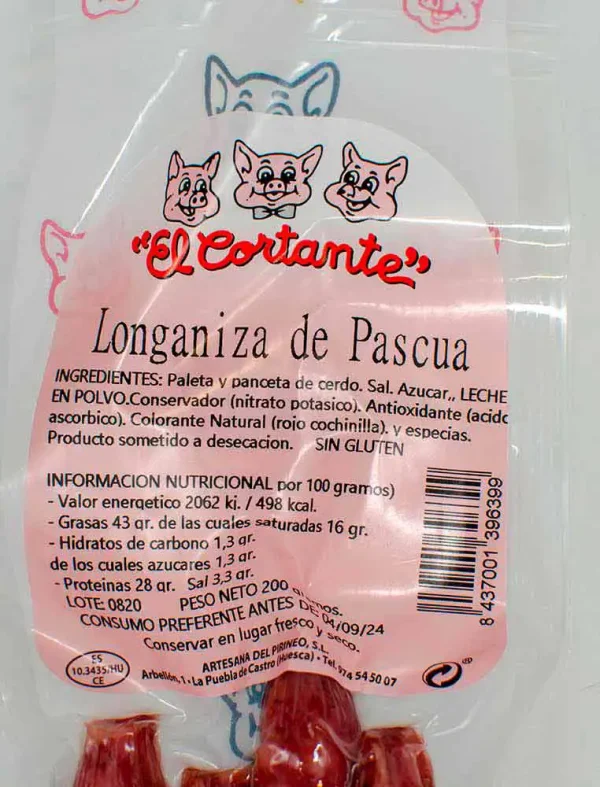 "El Cortante"
Longaniza de Pascua
INGREDIENTES: Paleta y panceta de cerdo. Sal. Azucar,, LECHE
EN POLVO.Conservador (nitrato potasico). Antioxidante (acido
ascorbico). Colorante Natural (rojo cochinilla). y especias.
Producto sometido a desecacion. SIN GLUTEN
INFORMACION NUTRICIONAL por 100 gramos)
- Valor energetico 2062 kj. / 498 kcal.
- Grasas 43 gr. de las cuales saturadas 16 gr.
- Hidratos de carbono 1,3 gr.
de los cuales azucares 1,3 gr.
- Proteinas 28 gr. Sal 3,3 gr.
LOTE 0820 PESO NETO 200
CONSUMO PREFERENTE ANTES DE 04/09/24
Conservar en lugar fresco y seco.
ARTESANA DEL PIRINEO, S.L.
Arbellón, 1 - La Puebla de Castro (Huesca) - Tel. 974 54 50 07
ES
10.3435/HU
CE
8 437001 396399